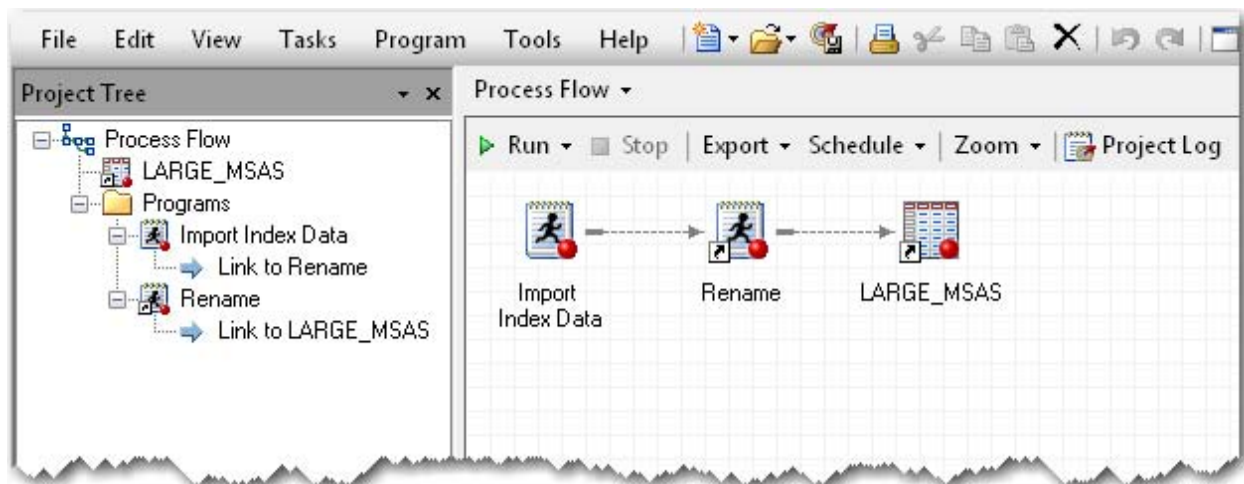 File Edit View Tasks Program Tools Help
Project Tree
Process Flow
LARGE_MSAS
Programs
Import Index Data
Link to Rename
Rename
Link to LARGE_MSAS
Process Flow
Run Stop Export Schedule Zoom Project Log
Import
Index Data
Rename
LARGE_MSAS